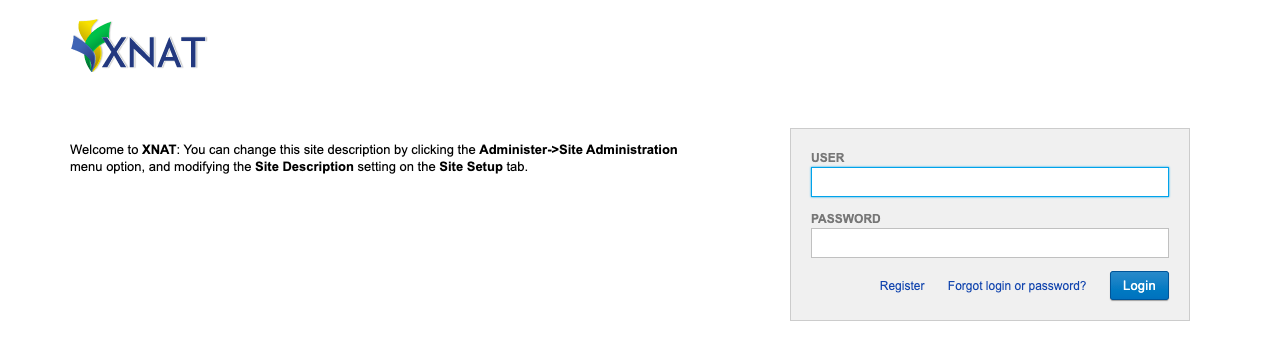 XNAT
Welcome to XNAT: You can change this site description by clicking the Administer->Site Administration
menu option, and modifying the Site Description setting on the Site Setup tab.
USER
PASSWORD
Register Forgot login or password? Login